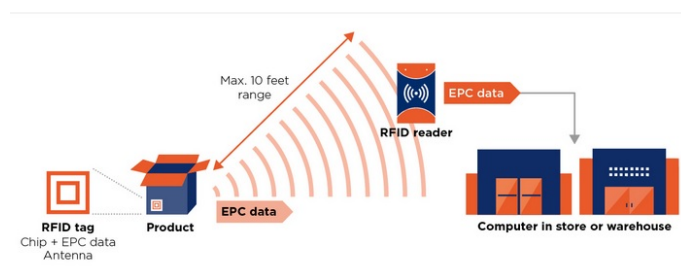 Max. 10 feet
range
EPC data
RFID reader
EPC data
RFID tag
Chip + EPC data
Antenna
Product
Computer in store or warehouse